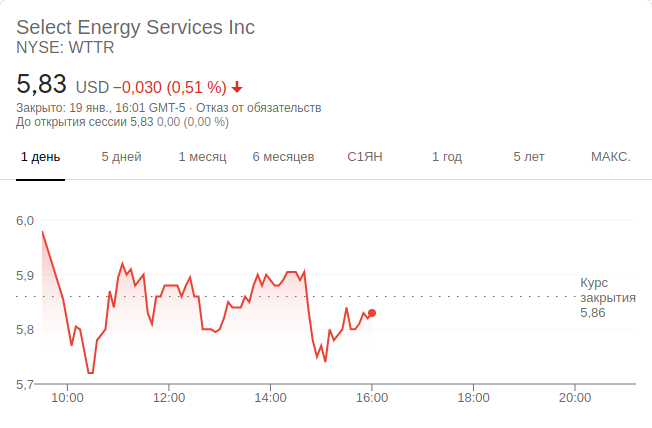 Select Energy Services Inc
NYSE: WTTR
5,83 USD −0,030 (0,51 %)
Закрыто: 19 янв., 16:01 GMT-5 · Отказ от обязательств
До открытия сессии 5,83 0,00 (0,00 %)
1 день 5 дней 1 месяц 6 месяцев С1ЯН 1 год 5 лет МАКС.
6,0
5,9
Курс
закрытия
5,86
5,8
5,7
10:00 12:00 14:00 16:00 18:00 20:00